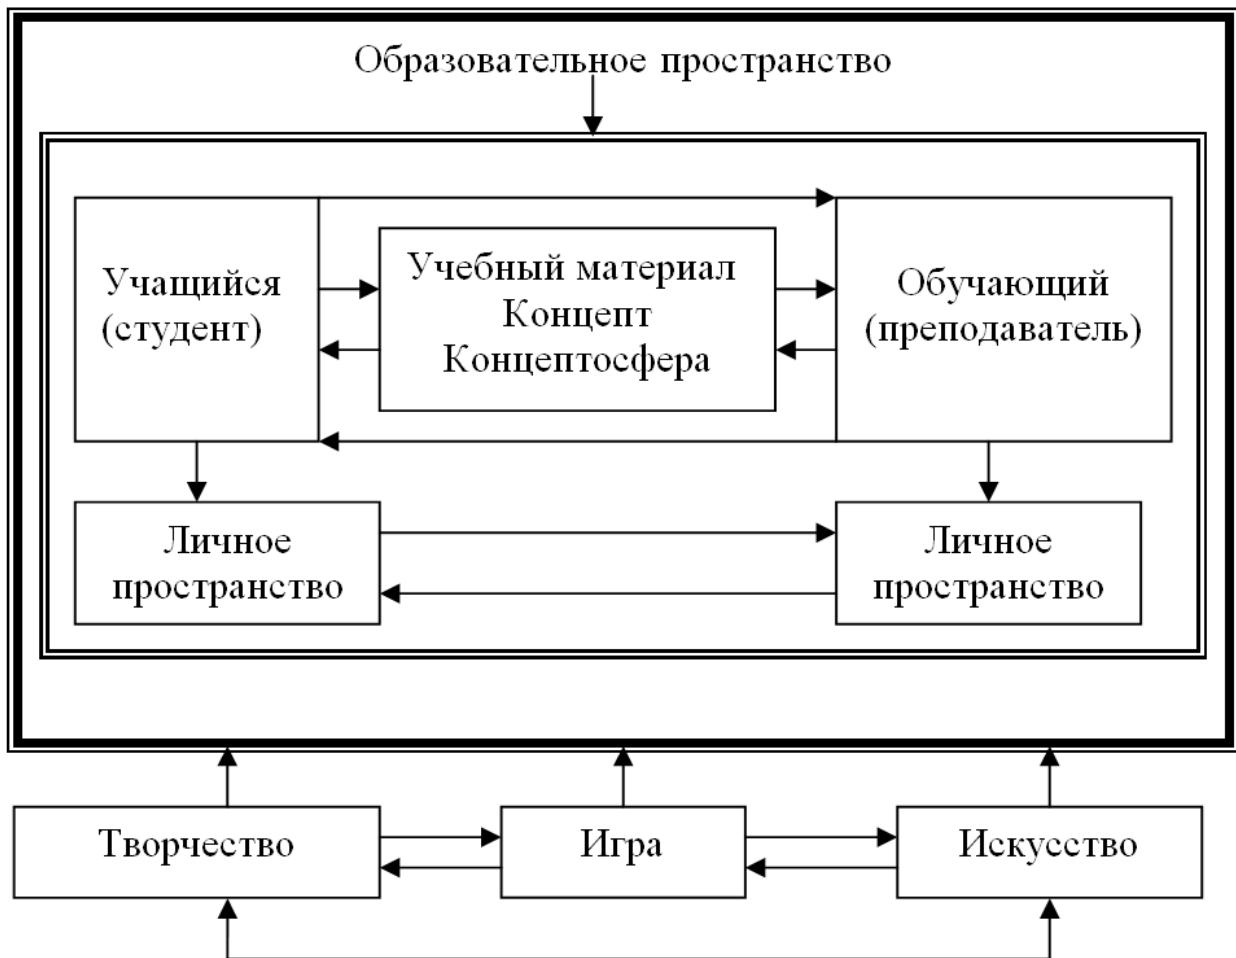 Образовательное пространство
Учащийся
(студент)
Учебный материал
Концепт
Концептосфера
Обучающий
(преподаватель)
Личное
пространство
Личное
пространство
Творчество
Игра
Искусство